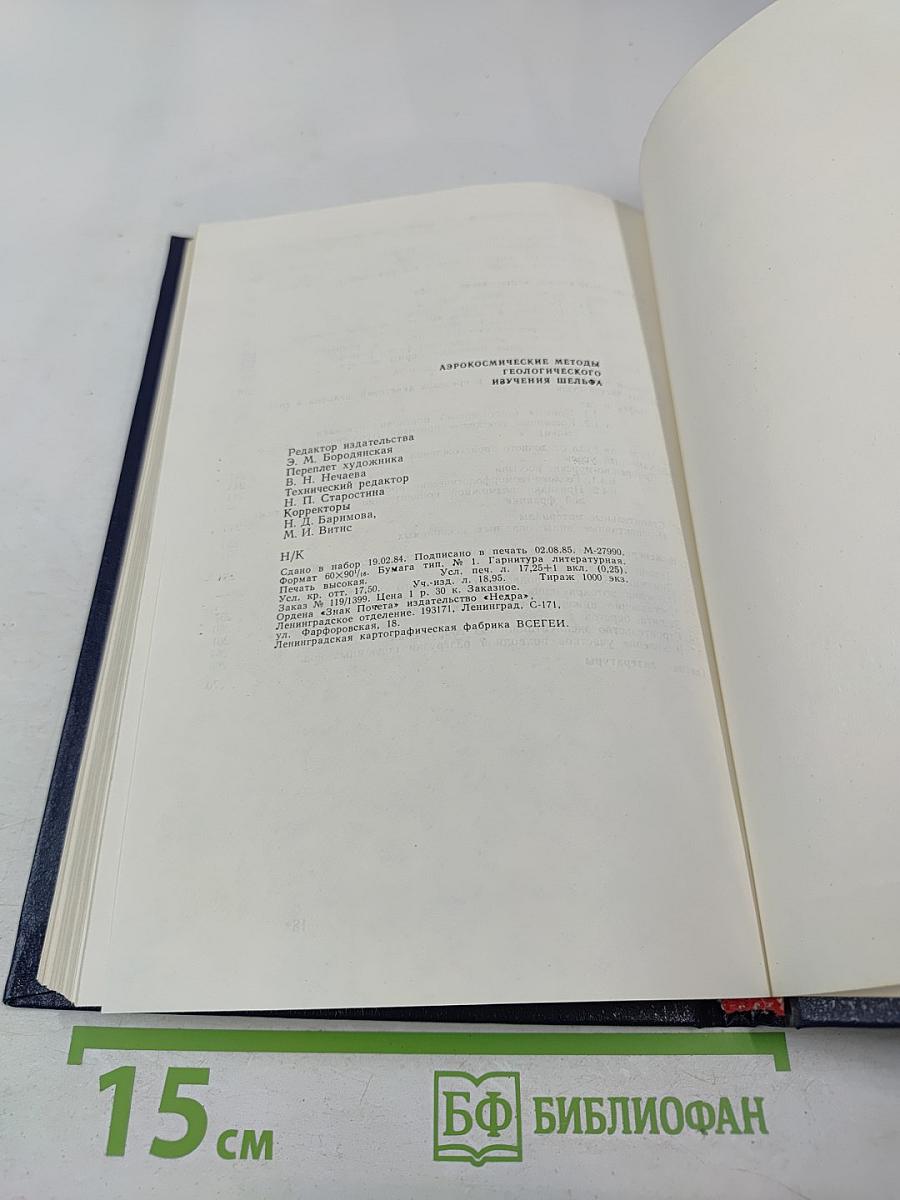 АЭРОКОСМИЧЕСКИЕ МЕТОДЫ
ГЕОЛОГИЧЕСКОГО
ИЗУЧЕНИЯ ШЕЛЬФА
Редактор издательства
Э. М. Бородянская
Переплет художника
В. Н. Нечаева
Технический редактор
Н. П. Старостина
Корректоры
Н. Д. Баримова,
М. И. Витис
Н/К
Сдано в набор 19.02.84. Подписано в печать 02.08.85. М-27990.
Формат 60×90¹/₁₆. Бумага тип. № 1. Гарнитура литературная.
Печать высокая. Усл. печ. л. 17,25+1 вкл. (0,25).
Усл. кр. отт. 17,50. Уч.-изд. л. 18,95. Тираж 1000 экз.
Заказ № 119/1399. Цена 1 р. 30 к. Заказное.
Ордена «Знак Почета» издательство «Недра»,
Ленинградское отделение. 193171, Ленинград, С-171,
ул. Фарфоровская, 18.
Ленинградская картографическая фабрика ВСЕГЕИ.
15 см
БФ БИБЛИОФАН